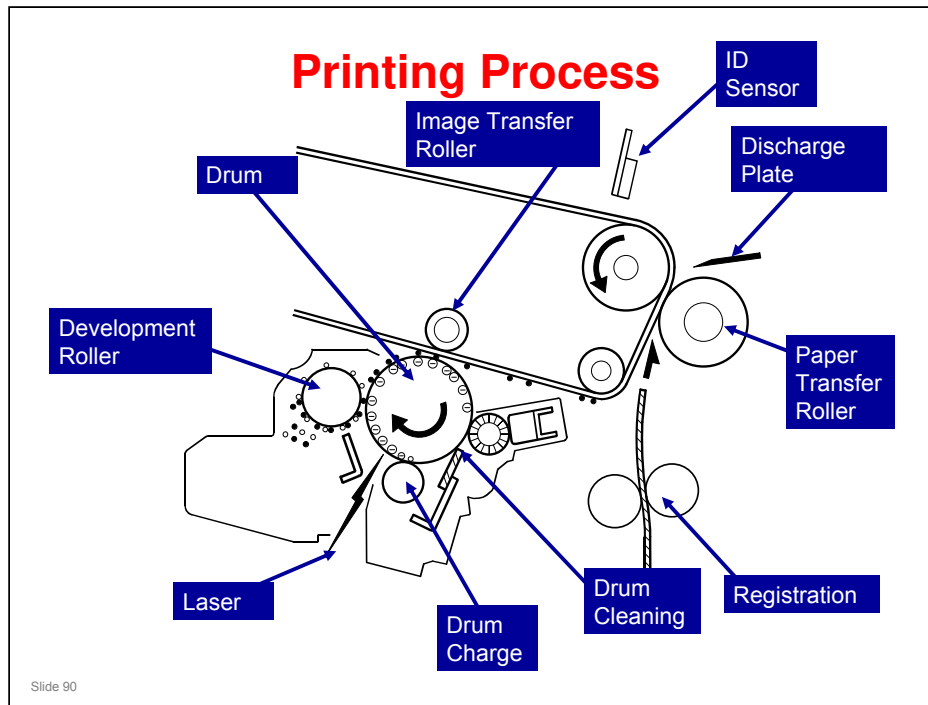 Printing Process
ID
Sensor
Image Transfer
Roller
Discharge
Plate
Drum
Development
Roller
Paper
Transfer
Roller
Laser
Drum
Charge
Drum
Cleaning
Registration
Slide 90